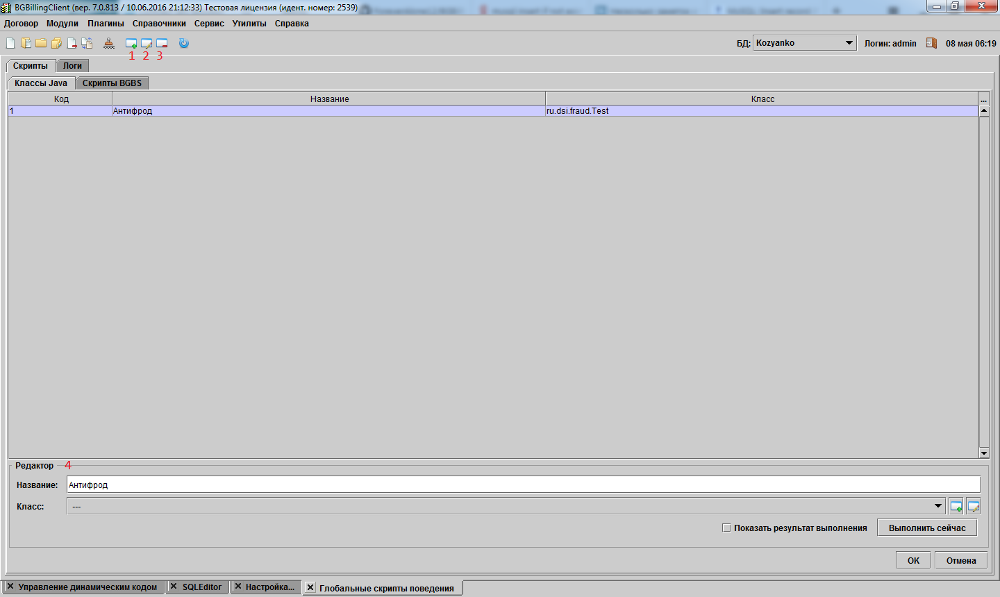 BGBillingClient (вер. 7.0.813 / 10.06.2016 21:12:33) Тестовая лицензия (идент. номер: 2539)
Договор Модули Плагины Справочники Сервис Утилиты Справка
БД: Kozyanko Логин: admin 08 мая 06:19
1 2 3
Скрипты Логи
Классы Java Скрипты BGBS
Код Название Класс ...
1 Антифрод ru.dsi.fraud.Test
Редактор 4
Название: Антифрод
Класс: ---
Показать результат выполнения Выполнить сейчас
OK Отмена
Управление динамическим кодом SQLEditor Настройка... Глобальные скрипты поведения